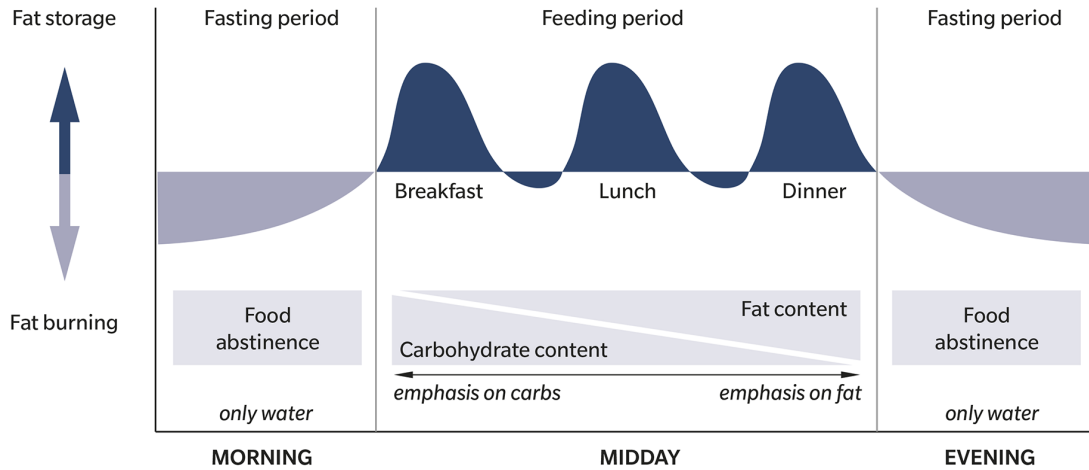 Fat storage
Fasting period
Feeding period
Fasting period
Breakfast
Lunch
Dinner
Fat burning
Food
abstinence
Fat content
Carbohydrate content
Food
abstinence
emphasis on carbs
emphasis on fat
only water
only water
MORNING
MIDDAY
EVENING